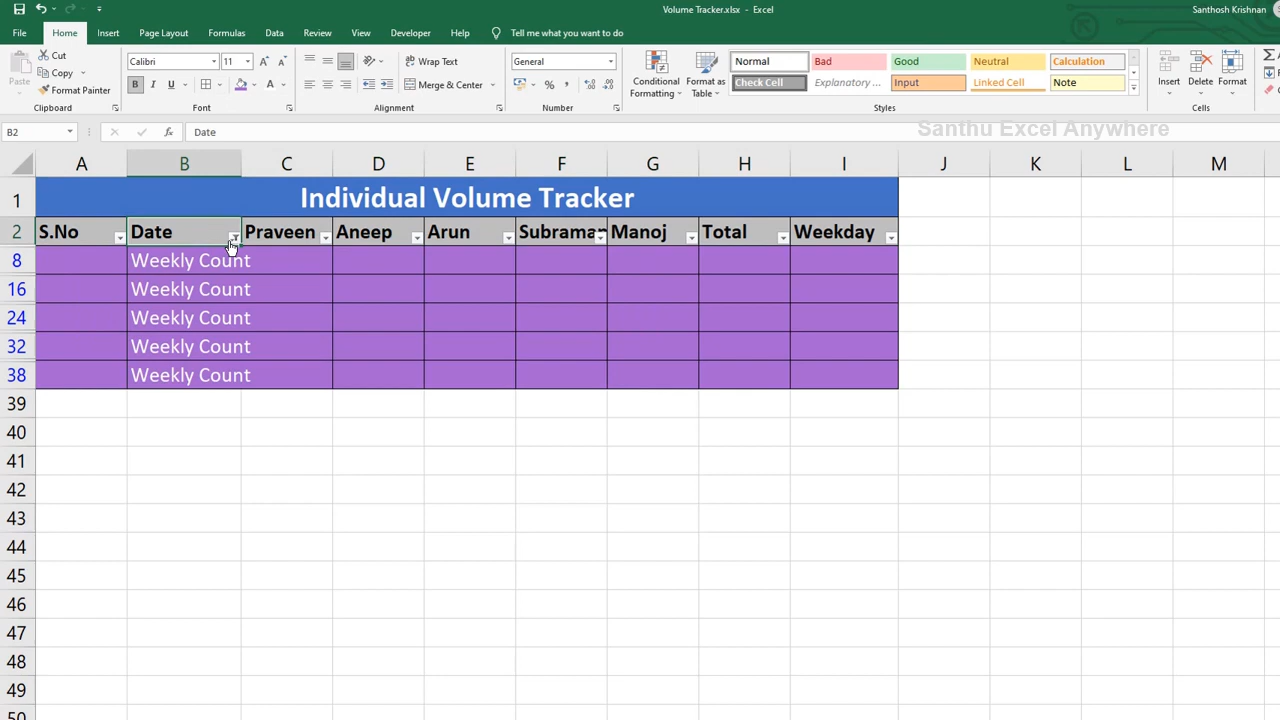 Volume Tracker.xlsx - Excel
Santhosh Krishnan
File Home Insert Page Layout Formulas Data Review View Developer Help Tell me what you want to do
Cut
Copy
Format Painter
Paste
Clipboard
Calibri 11
B I U A
Font
Wrap Text
Merge & Center
Alignment
General
%
Number
Conditional Formatting
Format as Table
Normal Bad Good Neutral Calculation
Check Cell Explanatory ... Input Linked Cell Note
Styles
Insert Delete Format
Cells
B2 fx Date
Santhu Excel Anywhere
A B C D E F G H I J K L M
1 Individual Volume Tracker
2 S.No Date Praveen Aneep Arun Subraman Manoj Total Weekday
8 Weekly Count
16 Weekly Count
24 Weekly Count
32 Weekly Count
38 Weekly Count
39
40
41
42
43
44
45
46
47
48
49
50